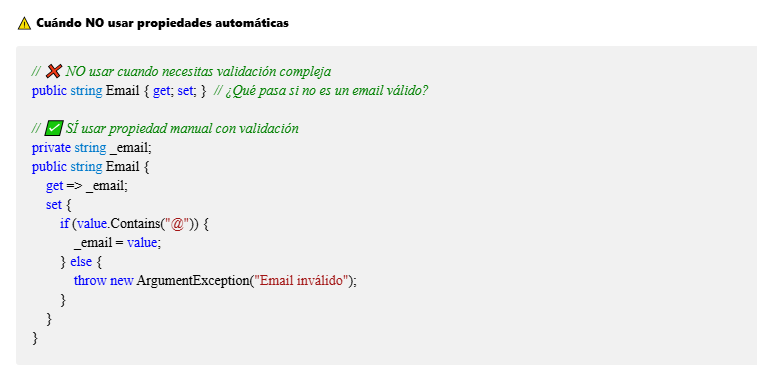 ⚠️ Cuándo NO usar propiedades automáticas
// ❌ NO usar cuando necesitas validación compleja
public string Email { get; set; }  // ¿Qué pasa si no es un email válido?
// ✅ SÍ usar propiedad manual con validación
private string _email;
public string Email {
    get => _email;
    set {
        if (value.Contains("@")) {
            _email = value;
        } else {
            throw new ArgumentException("Email inválido");
        }
    }
}